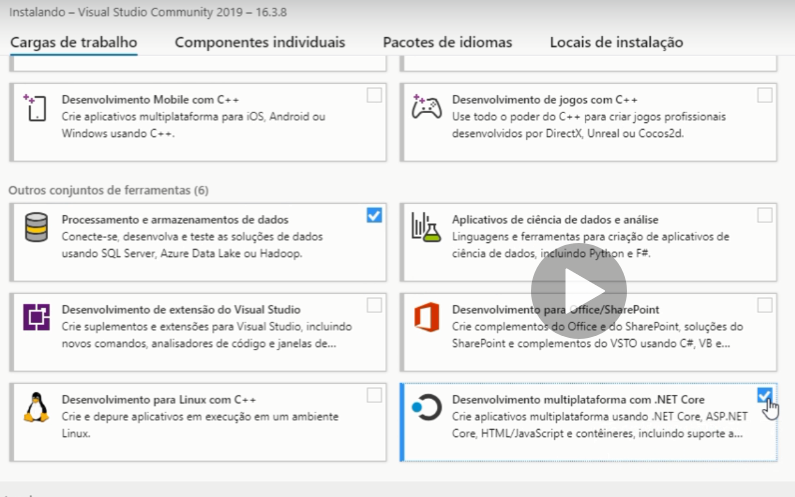 Instalando – Visual Studio Community 2019 – 16.3.8
Cargas de trabalho Componentes individuais Pacotes de idiomas Locais de instalação
Desenvolvimento Mobile com C++
Crie aplicativos multiplataforma para iOS, Android ou
Windows usando C++.
Desenvolvimento de jogos com C++
Use todo o poder do C++ para criar jogos profissionais
desenvolvidos por DirectX, Unreal ou Cocos2d.
Outros conjuntos de ferramentas (6)
Processamento e armazenamentos de dados
Conecte-se, desenvolva e teste as soluções de dados
usando SQL Server, Azure Data Lake ou Hadoop.
Aplicativos de ciência de dados e análise
Linguagens e ferramentas para criação de aplicativos de
ciência de dados, incluindo Python e F#.
Desenvolvimento de extensão do Visual Studio
Crie suplementos e extensões para Visual Studio, incluindo
novos comandos, analisadores de código e janelas de...
Desenvolvimento para Office/SharePoint
Crie complementos do Office e do SharePoint, soluções do
SharePoint e complementos do VSTO usando C#, VB e...
Desenvolvimento para Linux com C++
Crie e depure aplicativos em execução em um ambiente
Linux.
Desenvolvimento multiplataforma com .NET Core
Crie aplicativos multiplataforma usando .NET Core, ASP.NET
Core, HTML/JavaScript e contêineres, incluindo suporte a...